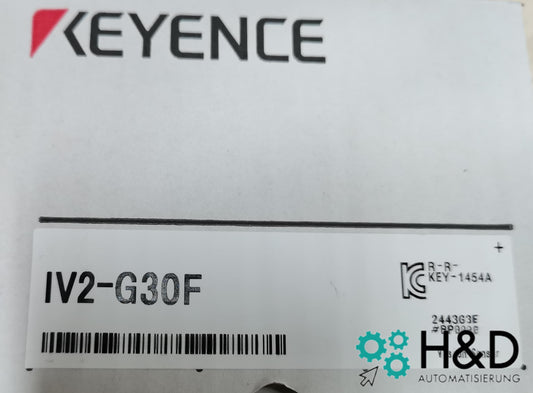 KEYENCE
IV2-G30F
R-R-
KEY-1454A
2443G3E
H&D
AUTOMATISIERUNG